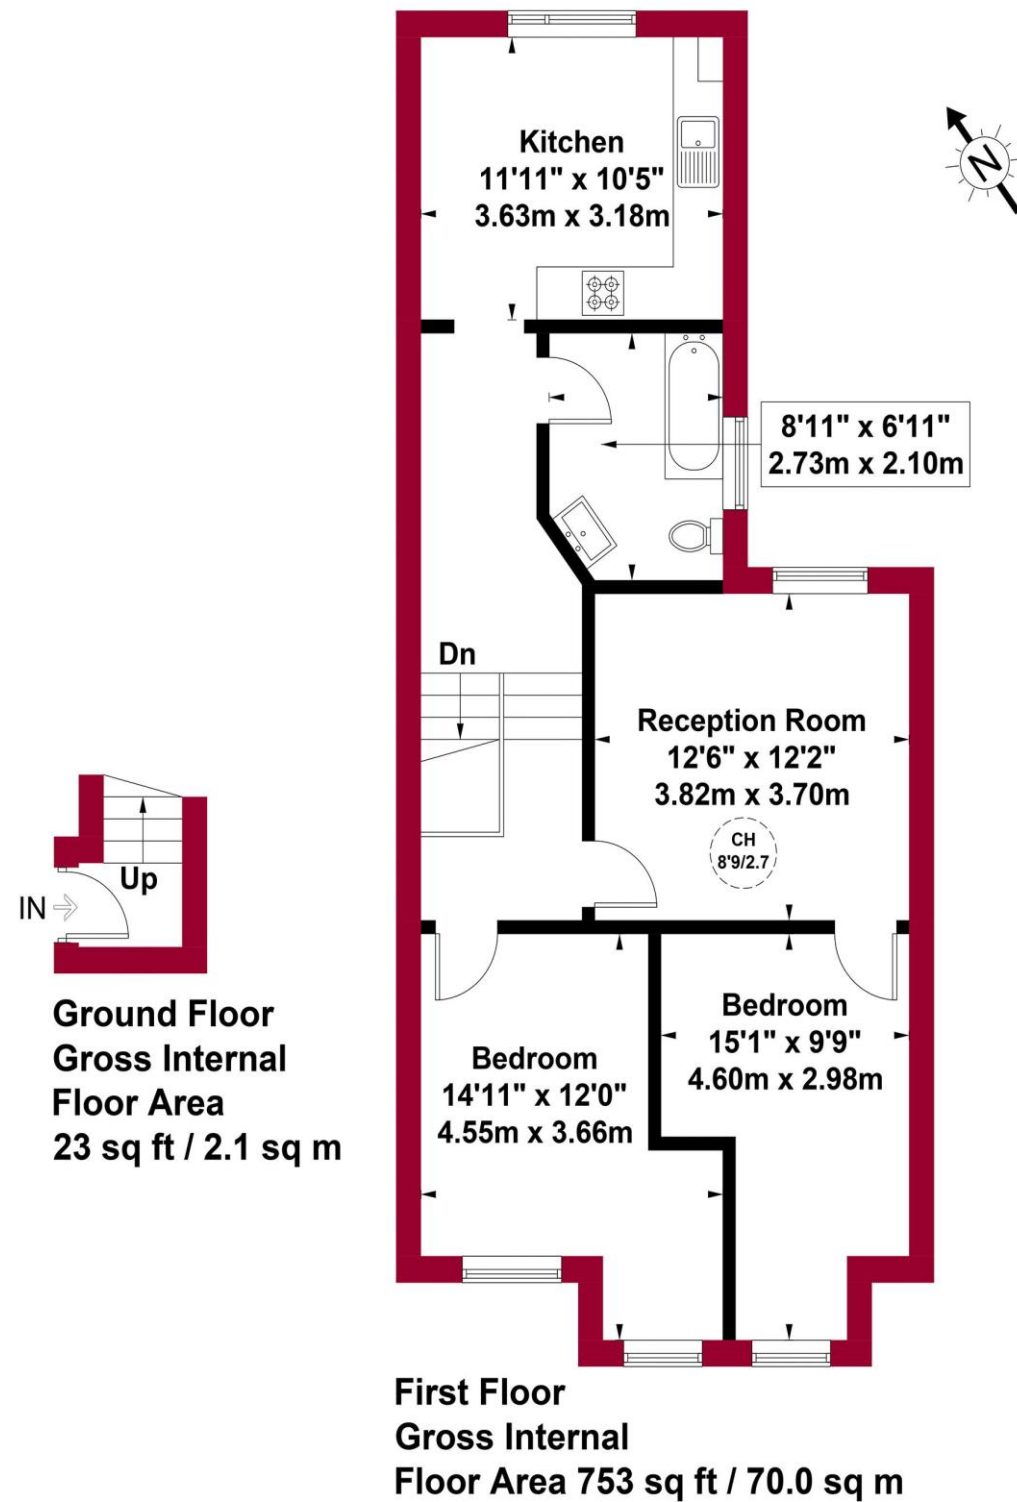 Kitchen
11'11" x 10'5"
3.63m x 3.18m
N
8'11" x 6'11"
2.73m x 2.10m
Dn
Reception Room
12'6" x 12'2"
3.82m x 3.70m
CH
8'9/2.7
Up
IN
Ground Floor
Gross Internal
Floor Area
23 sq ft / 2.1 sq m
Bedroom
14'11" x 12'0"
4.55m x 3.66m
Bedroom
15'1" x 9'9"
4.60m x 2.98m
First Floor
Gross Internal
Floor Area 753 sq ft / 70.0 sq m